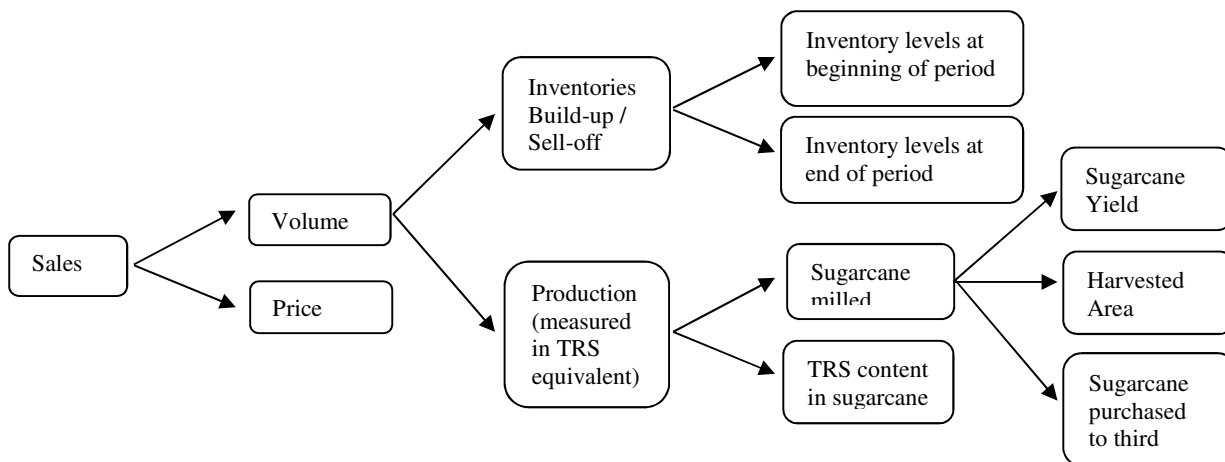 Sales
Volume
Price
Inventories
Build-up /
Sell-off
Production
(measured
in TRS
equivalent)
Inventory levels at
beginning of period
Inventory levels at
end of period
Sugarcane
milled
TRS content
in sugarcane
Sugarcane
Yield
Harvested
Area
Sugarcane
purchased
to third